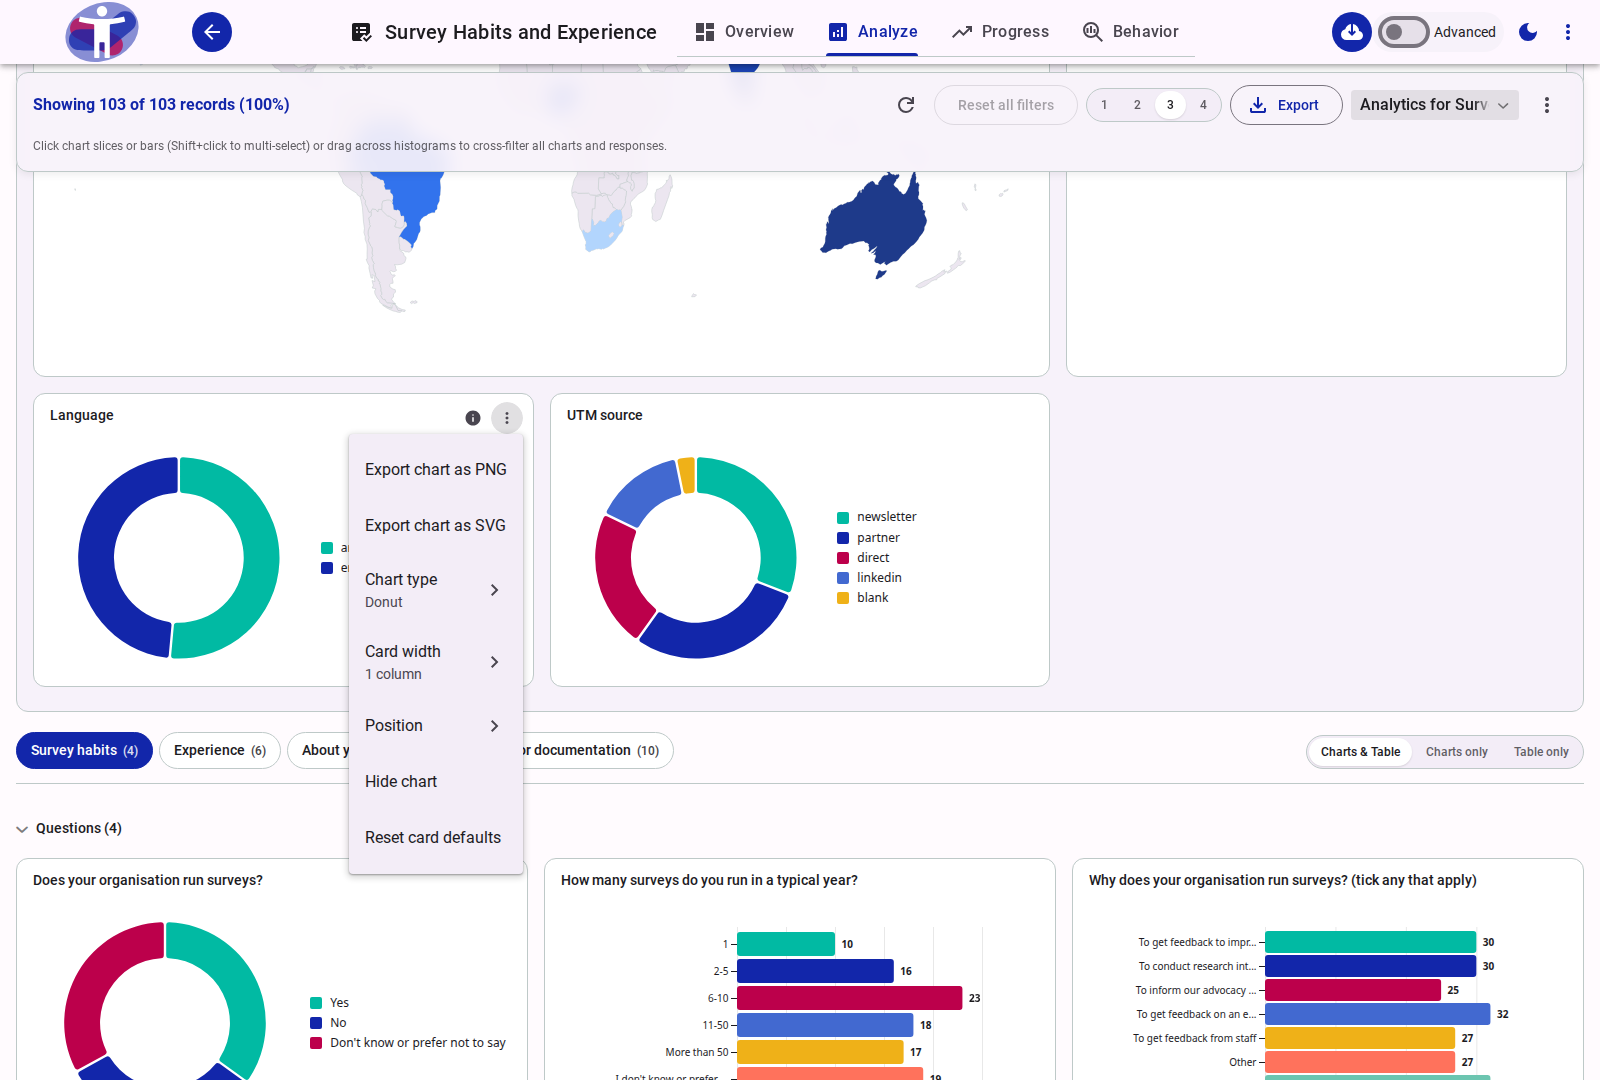 Survey Habits and Experience
Overview
Analyze
Progress
Behavior
Advanced
Showing 103 of 103 records (100%)
Reset all filters
1 2 3 4
Export
Analytics for Surv
Click chart slices or bars (Shift+click to multi-select) or drag across histograms to cross-filter all charts and responses.
Language
Export chart as PNG
Export chart as SVG
Chart type
Donut
Card width
1 column
Position
Hide chart
Reset card defaults
UTM source
newsletter
partner
direct
linkedin
blank
Survey habits (4)
Experience (6)
About
or documentation (10)
Charts & Table
Charts only
Table only
Questions (4)
Does your organisation run surveys?
Yes
No
Don't know or prefer not to say
How many surveys do you run in a typical year?
1 10
2-5 16
6-10 23
11-50 18
More than 50 17
I don't know or prefer... 19
Why does your organisation run surveys? (tick any that apply)
To get feedback to impr... 30
To conduct research int... 30
To inform our advocacy ... 25
To get feedback on an e... 32
To get feedback from staff 27
Other 27